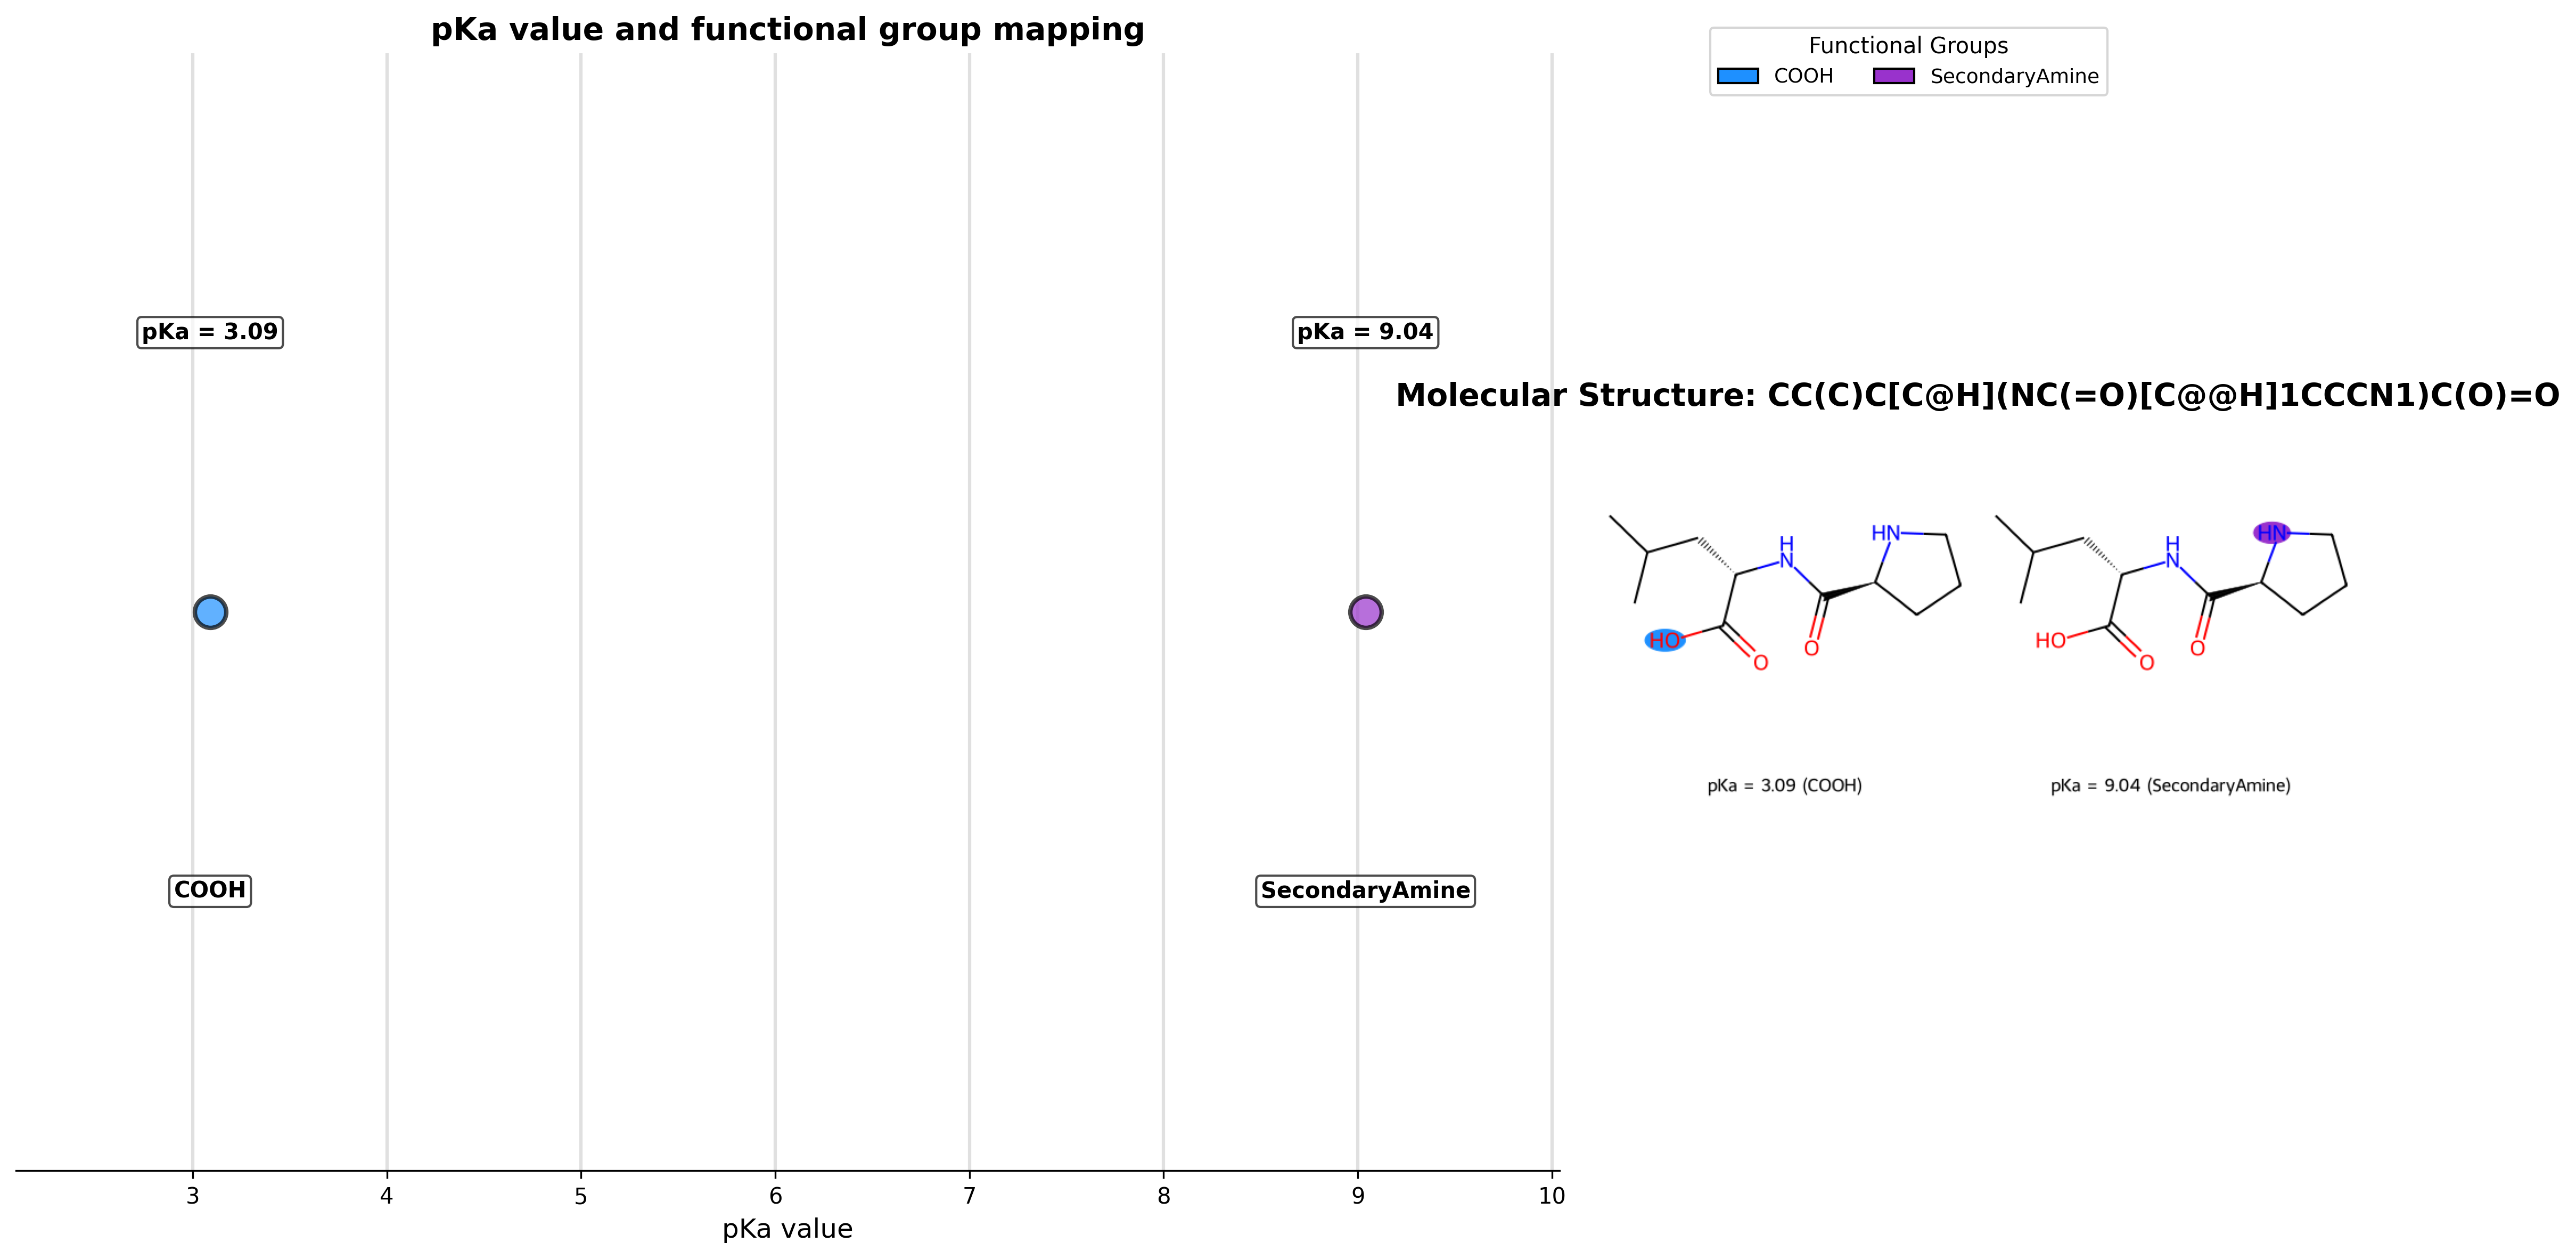 pKa value and functional group mapping
Functional Groups
COOH SecondaryAmine
pKa = 3.09 pKa = 9.04
Molecular Structure: CC(C)C[C@H](NC(=O)[C@@H]1CCCN1)C(O)=O
HN
H
N
HO
O
O
HN
H
N
HO
O
O
pKa = 3.09 (COOH) pKa = 9.04 (SecondaryAmine)
COOH SecondaryAmine
3 4 5 6 7 8 9 10
pKa value